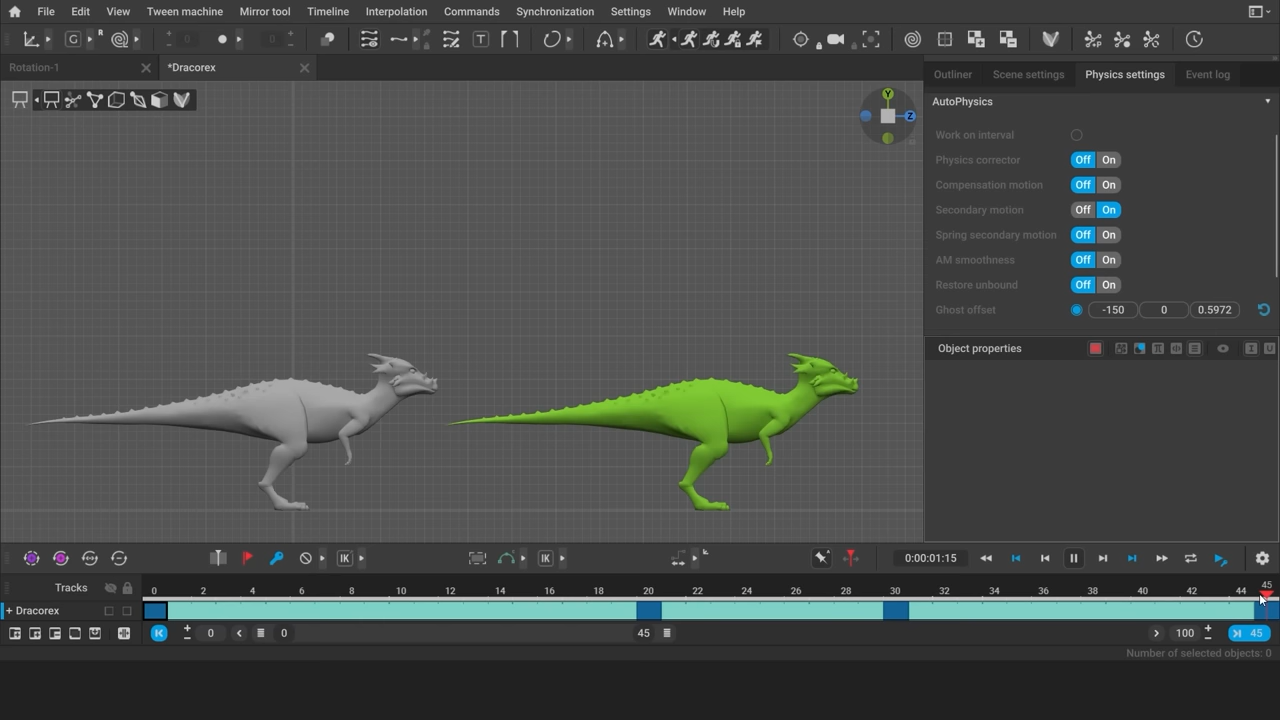 File Edit View Tween machine Mirror tool Timeline Interpolation Commands Synchronization Settings Window Help
G R 0 0 T
Rotation-1 *Dracorex
Outliner Scene settings Physics settings Event log
AutoPhysics
Y
Z
Work on interval
Physics corrector Off On
Compensation motion Off On
Secondary motion Off On
Spring secondary motion Off On
AM smoothness Off On
Restore unbound Off On
Ghost offset -150 0 0.5972
Object properties
IK IK 0:00:01:15
Tracks 0 2 4 6 8 10 12 14 16 18 20 22 24 26 28 30 32 34 36 38 40 42 44 45
+ Dracorex
0 0 45 100 45
Number of selected objects: 0